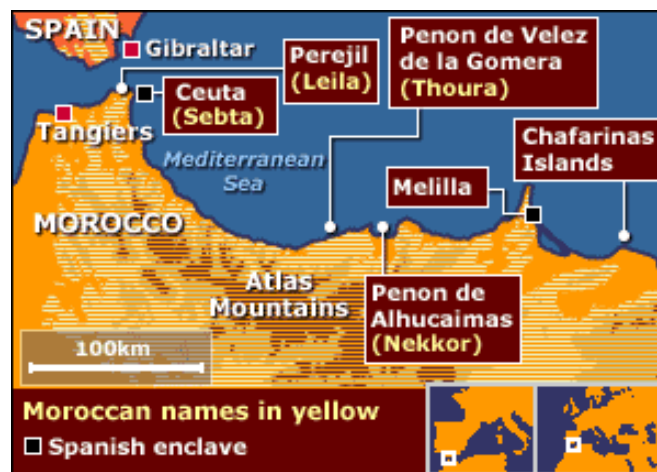 SPAIN
Gibraltar
Perejil
(Leila)
Penon de Velez
de la Gomera
(Thoura)
Ceuta
(Sebta)
Tangiers
Mediterranean
Sea
Chafarinas
Islands
Melilla
MOROCCO
Atlas
Mountains
Penon de
Alhucaimas
(Nekkor)
100km
Moroccan names in yellow
Spanish enclave